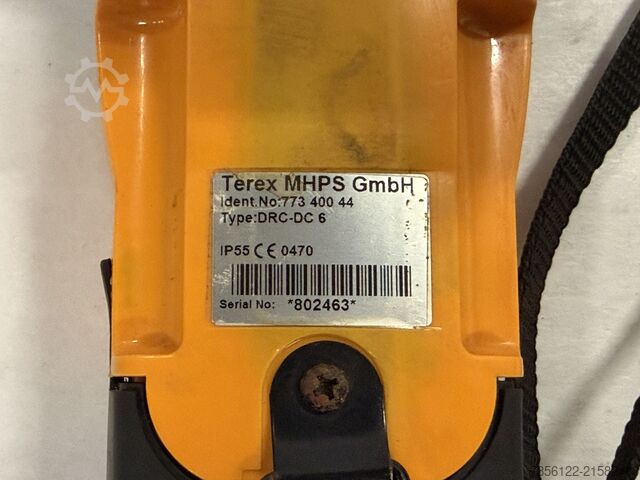 Terex MHPS GmbH
Ident.No:773 400 44
Type:DRC-DC 6
IP55 CE 0470
Serial No: *802463*